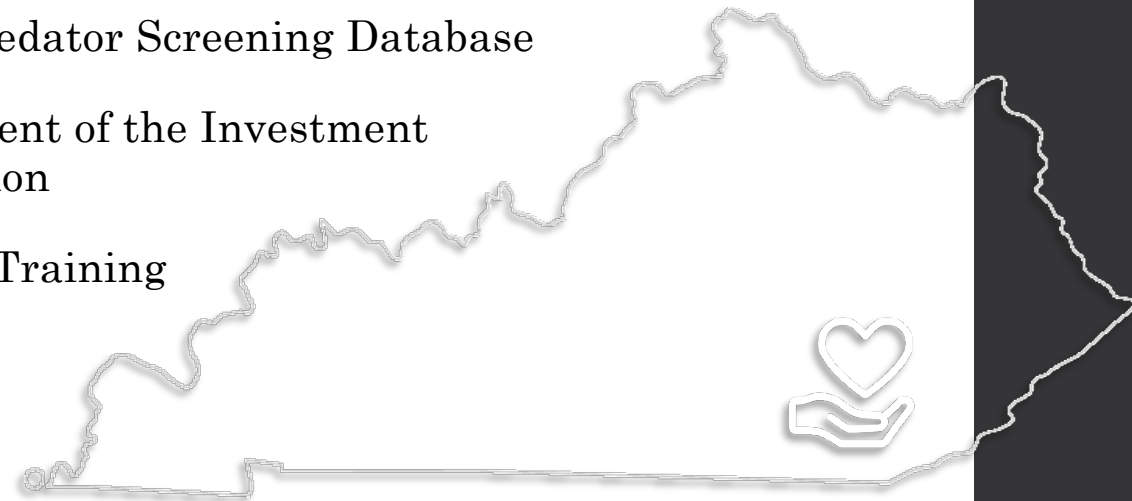 edator Screening Database
ent of the Investment
on
Training